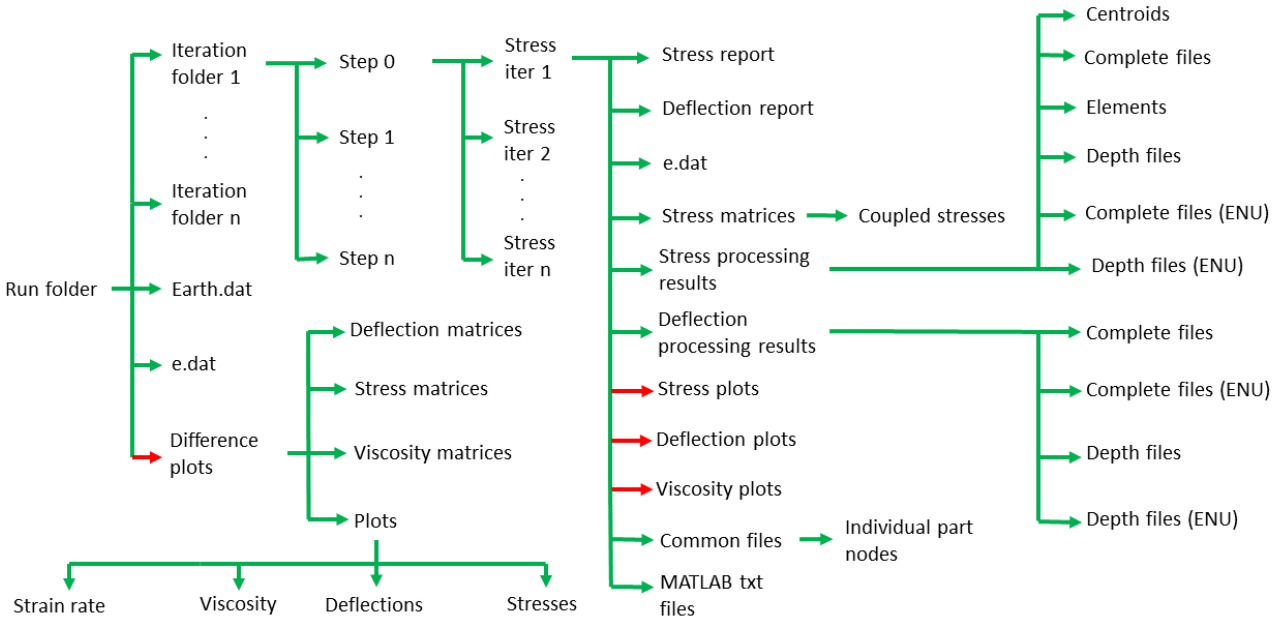 Run folder
Iteration
folder 1
.
.
.
Iteration
folder n
Earth.dat
e.dat
Difference
plots
Step 0
Step 1
.
.
.
Step n
Stress
iter 1
Stress
iter 2
.
.
.
Stress
iter n
Deflection matrices
Stress matrices
Viscosity matrices
Plots
Strain rate
Viscosity
Deflections
Stresses
Stress report
Deflection report
e.dat
Stress matrices
Coupled stresses
Stress processing
results
Deflection
processing results
Stress plots
Deflection plots
Viscosity plots
Common files
Individual part
nodes
MATLAB txt
files
Centroids
Complete files
Elements
Depth files
Complete files (ENU)
Depth files (ENU)
Complete files
Complete files (ENU)
Depth files
Depth files (ENU)